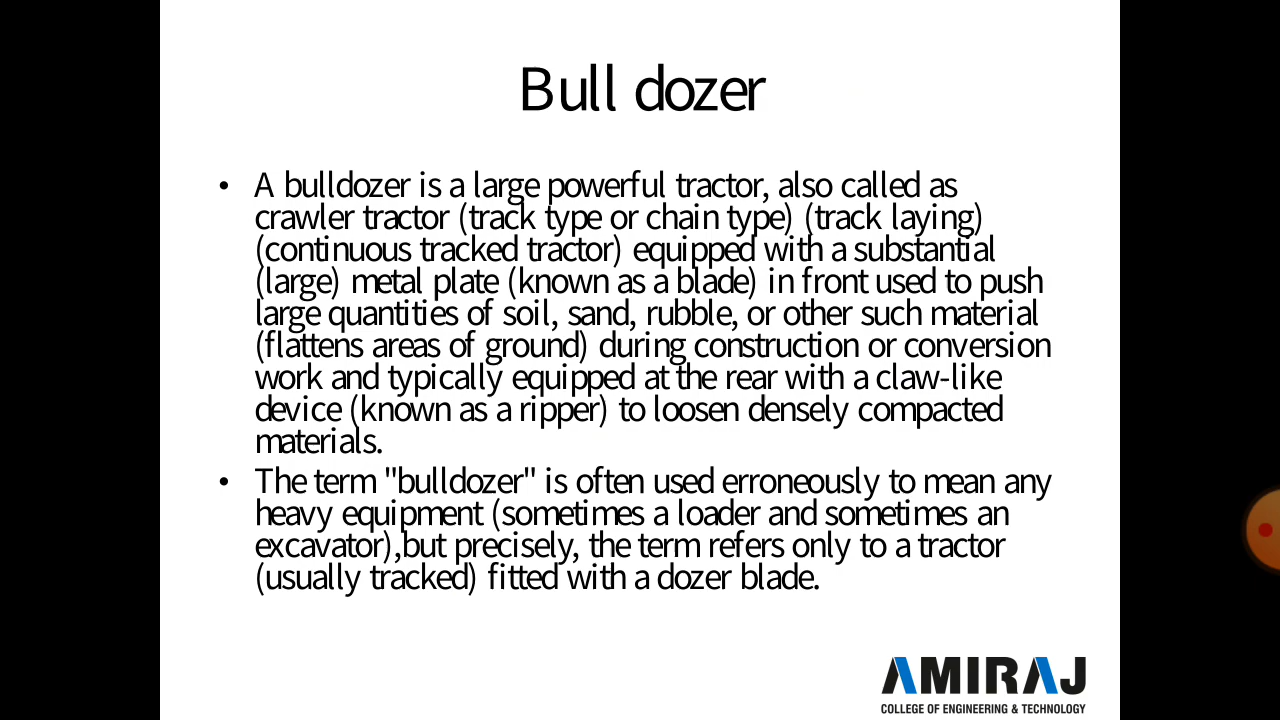 Bull dozer
• A bulldozer is a large powerful tractor, also called as
crawler tractor (track type or chain type) (track laying)
(continuous tracked tractor) equipped with a substantial
(large) metal plate (known as a blade) in front used to push
large quantities of soil, sand, rubble, or other such material
(flattens areas of ground) during construction or conversion
work and typically equipped at the rear with a claw-like
device (known as a ripper) to loosen densely compacted
materials.
• The term "bulldozer" is often used erroneously to mean any
heavy equipment (sometimes a loader and sometimes an
excavator),but precisely, the term refers only to a tractor
(usually tracked) fitted with a dozer blade.
AMIRAJ
COLLEGE OF ENGINEERING & TECHNOLOGY